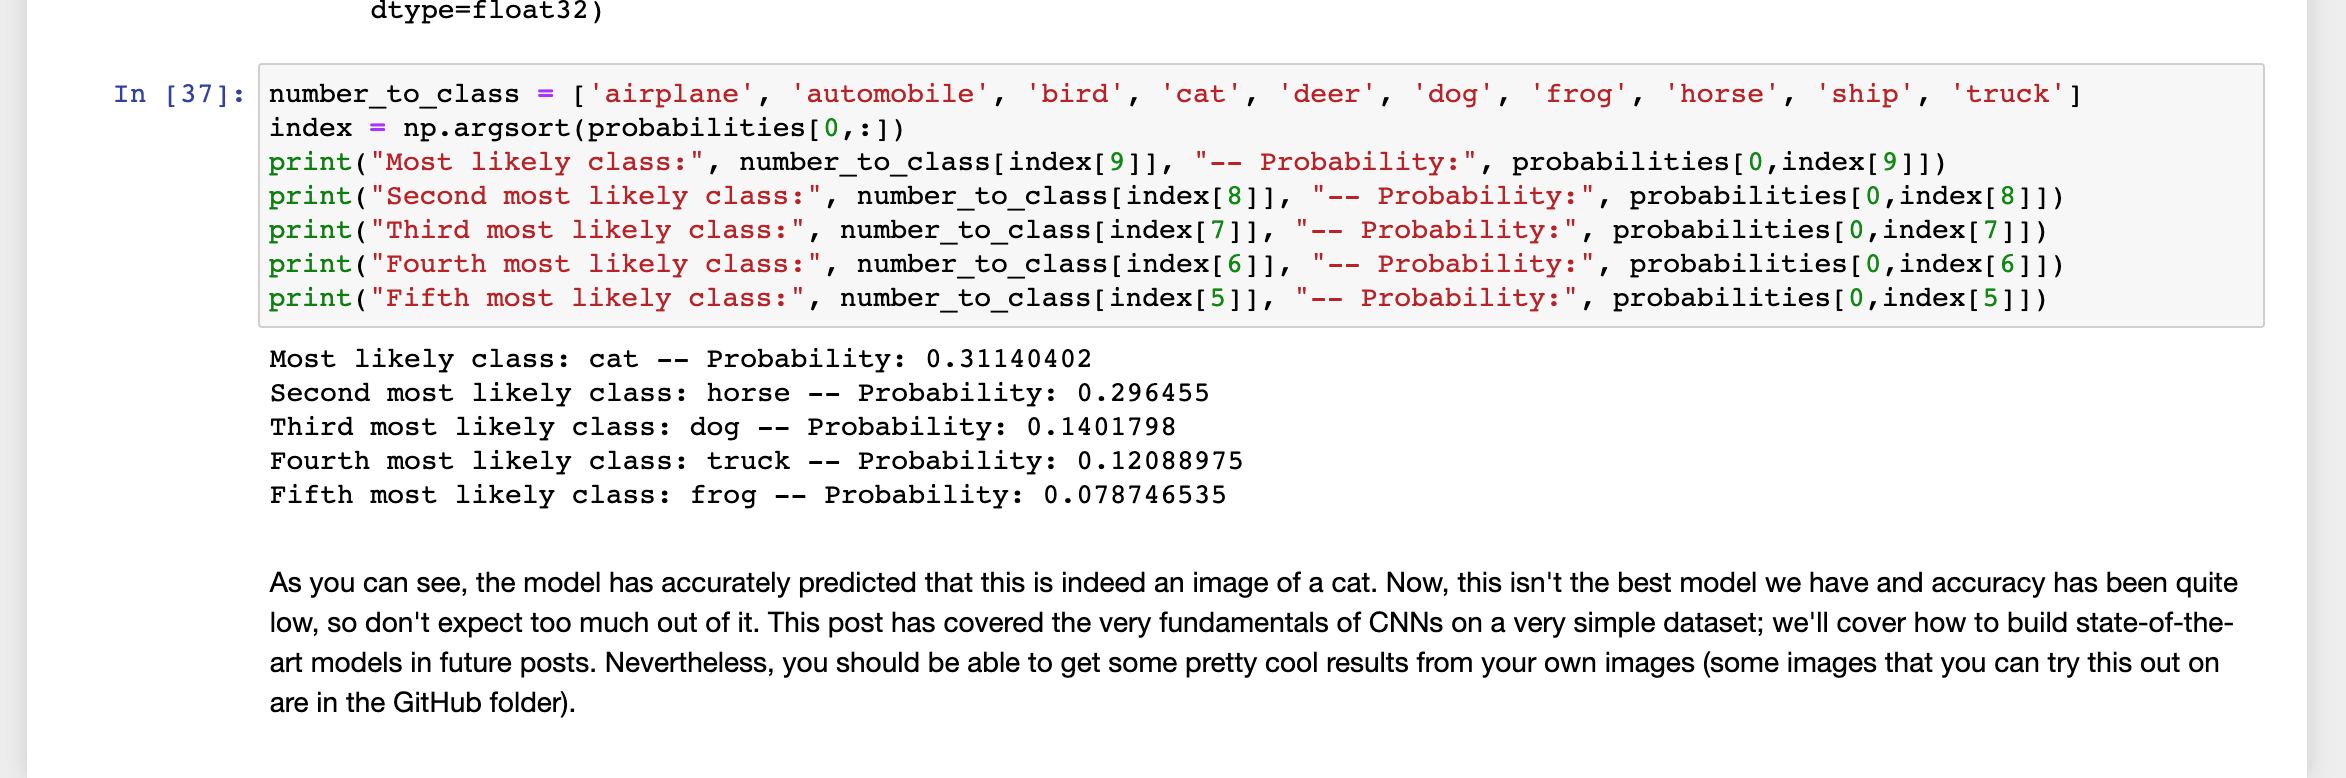 dtype=float32)
In [37]: number_to_class = ['airplane', 'automobile', 'bird', 'cat', 'deer', 'dog', 'frog', 'horse', 'ship', 'truck']
index = np.argsort(probabilities[0,:])
print("Most likely class:", number_to_class[index[9]], "-- Probability:", probabilities[0,index[9]])
print("Second most likely class:", number_to_class[index[8]], "-- Probability:", probabilities[0,index[8]])
print("Third most likely class:", number_to_class[index[7]], "-- Probability:", probabilities[0,index[7]])
print("Fourth most likely class:", number_to_class[index[6]], "-- Probability:", probabilities[0,index[6]])
print("Fifth most likely class:", number_to_class[index[5]], "-- Probability:", probabilities[0,index[5]])
Most likely class: cat -- Probability: 0.31140402
Second most likely class: horse -- Probability: 0.296455
Third most likely class: dog -- Probability: 0.1401798
Fourth most likely class: truck -- Probability: 0.12088975
Fifth most likely class: frog -- Probability: 0.078746535
As you can see, the model has accurately predicted that this is indeed an image of a cat. Now, this isn't the best model we have and accuracy has been quite
low, so don't expect too much out of it. This post has covered the very fundamentals of CNNs on a very simple dataset; we'll cover how to build state-of-the-
art models in future posts. Nevertheless, you should be able to get some pretty cool results from your own images (some images that you can try this out on
are in the GitHub folder).